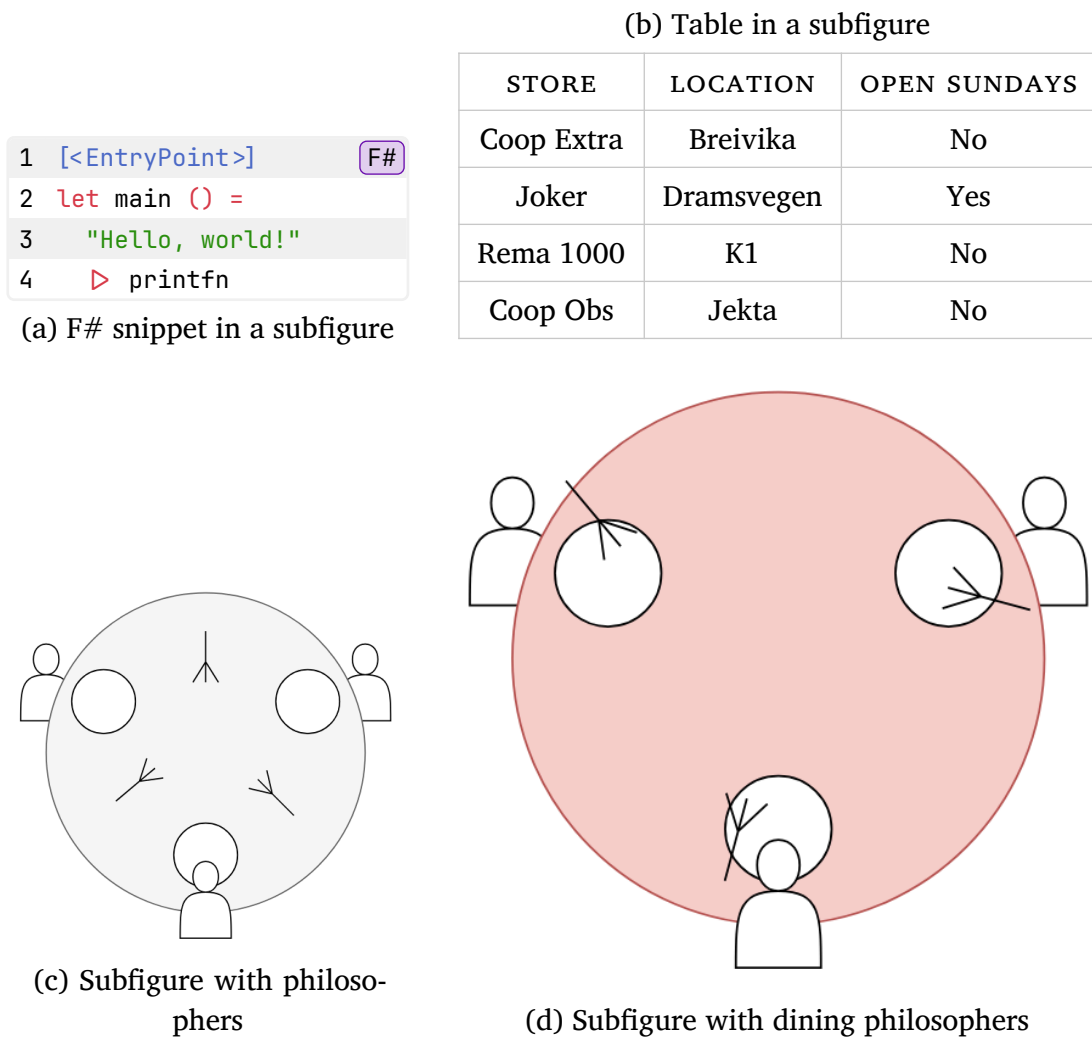 1 [<EntryPoint>] F#
2 let main () =
3 "Hello, world!"
4 ▷ printfn
(a) F# snippet in a subfigure
(b) Table in a subfigure
STORE LOCATION OPEN SUNDAYS
Coop Extra Breivika No
Joker Dramsvegen Yes
Rema 1000 K1 No
Coop Obs Jekta No
(c) Subfigure with philoso-
phers
(d) Subfigure with dining philosophers